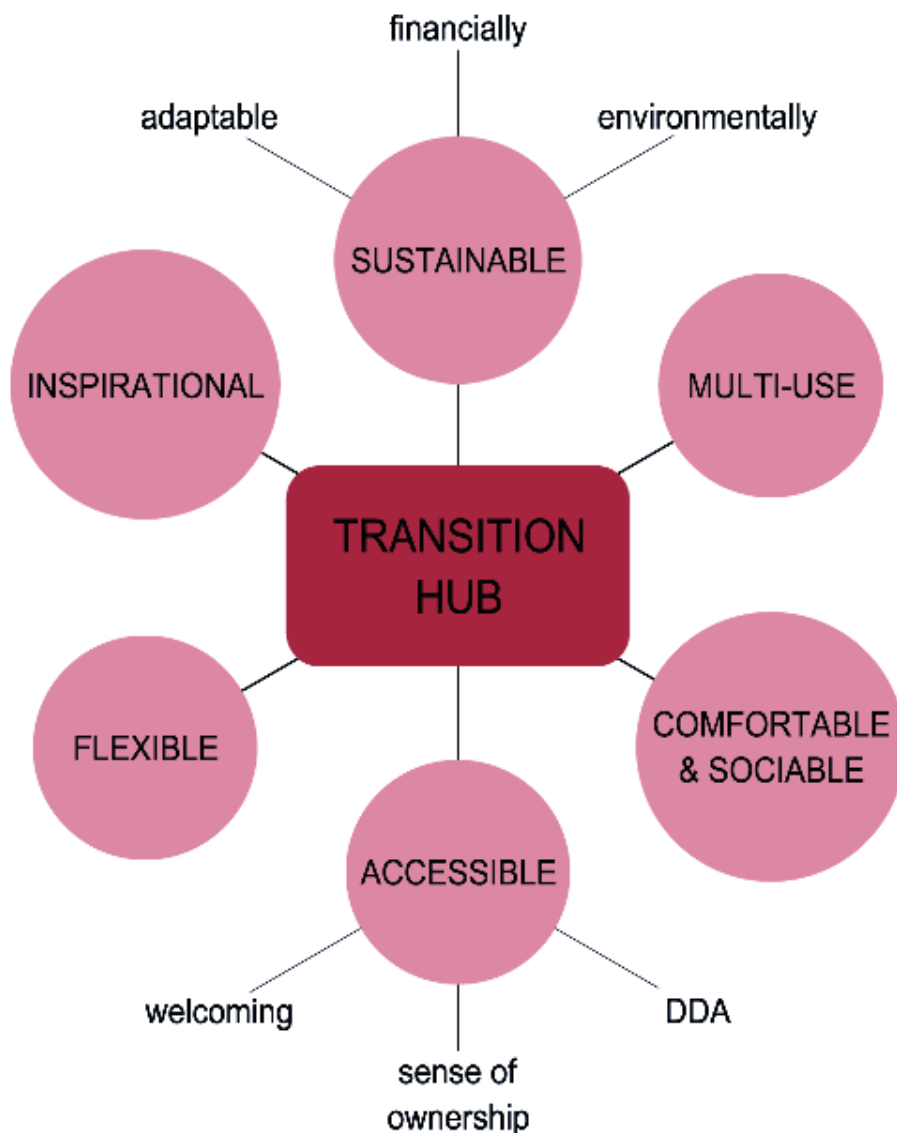 financially
adaptable
environmentally
SUSTAINABLE
INSPIRATIONAL
MULTI-USE
TRANSITION
HUB
FLEXIBLE
COMFORTABLE
& SOCIABLE
ACCESSIBLE
welcoming
DDA
sense of
ownership